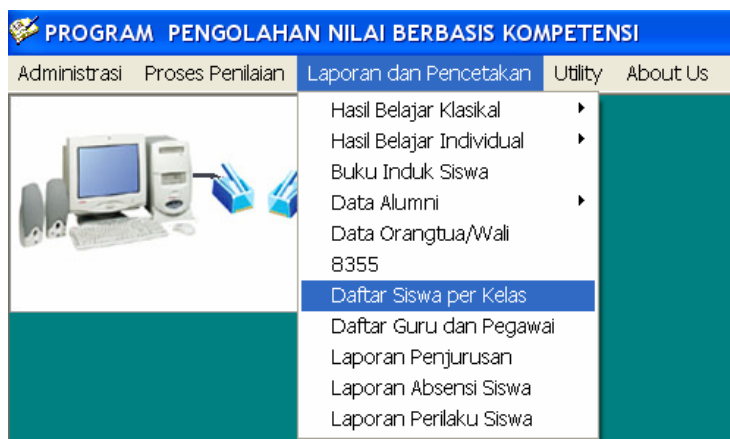 PROGRAM PENGOLAHAN NILAI BERBASIS KOMPETENSI
Administrasi Proses Penilaian Laporan dan Pencetakan Utility About Us
Hasil Belajar Klasikal
Hasil Belajar Individual
Buku Induk Siswa
Data Alumni
Data Orangtua/Wali
8355
Daftar Siswa per Kelas
Daftar Guru dan Pegawai
Laporan Penjurusan
Laporan Absensi Siswa
Laporan Perilaku Siswa